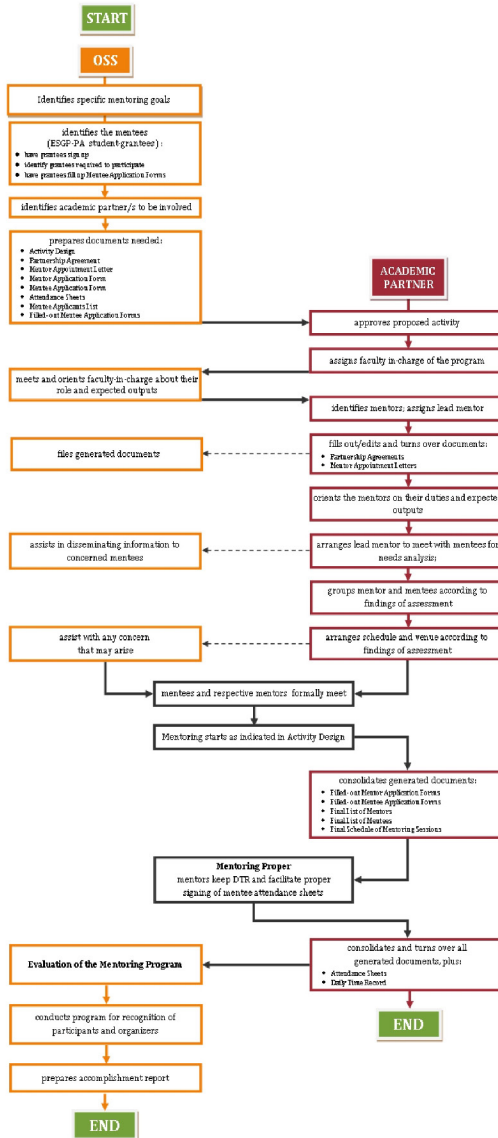 START
OSS
Identifies specific mentoring goals
identifies the mentees
(ESGP-PA student-grantees) :
have grantees sign up
identify grantees required to participate
have grantees fill up Mentee Application Forms
identifies academic partner/s to be involved
prepares documents needed:
Activity Design
Partnership Agreement
Mentor Appointment Letter
Mentor Application Form
Mentee Application Form
Attendance Sheets
Mentee Applicants List
Filled-out Mentee Application Forms
ACADEMIC
PARTNER
approves proposed activity
assigns faculty in-charge of the program
meets and orients faculty-in-charge about their
role and expected outputs
identifies mentors; assigns lead mentor
fills out/edits and turns over documents:
Partnership Agreements
Mentor Appointment Letters
files generated documents
orients the mentors on their duties and expected
outputs
assists in disseminating information to
concerned mentees
arranges lead mentor to meet with mentees for
needs analysis;
groups mentor and mentees according to
findings of assessment
assist with any concern
that may arise
arranges schedule and venue according to
findings of assessment
mentees and respective mentors formally meet
Mentoring starts as indicated in Activity Design
consolidates generated documents:
Filled-out Mentor Application Forms
Filled-out Mentee Application Forms
Final List of Mentors
Final List of Mentees
Final Schedule of Mentoring Sessions
Mentoring Proper
mentors keep DTR and facilitate proper
signing of mentee attendance sheets
consolidates and turns over all
generated documents, plus:
Attendance Sheets
Daily Time Record
Evaluation of the Mentoring Program
END
conducts program for recognition of
participants and organizers
prepares accomplishment report
END